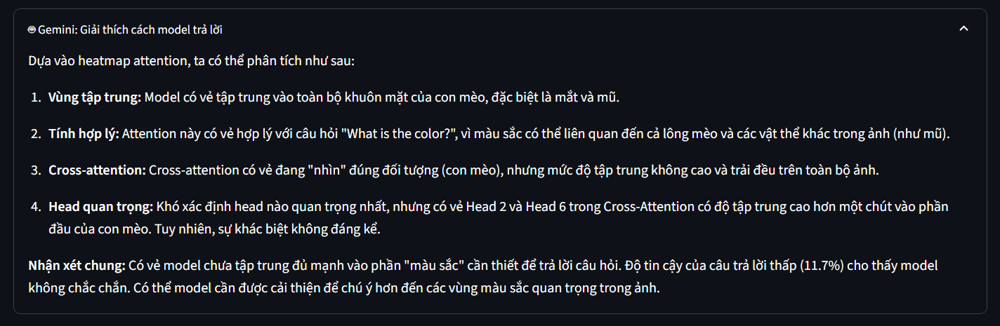 Gemini: Giải thích cách model trả lời
Dựa vào heatmap attention, ta có thể phân tích như sau:
1. Vùng tập trung: Model có vẻ tập trung vào toàn bộ khuôn mặt của con mèo, đặc biệt là mắt và mũ.
2. Tính hợp lý: Attention này có vẻ hợp lý với câu hỏi "What is the color?", vì màu sắc có thể liên quan đến cả lông mèo và các vật thể khác trong ảnh (như mũ).
3. Cross-attention: Cross-attention có vẻ đang "nhìn" đúng đối tượng (con mèo), nhưng mức độ tập trung không cao và trải đều trên toàn bộ ảnh.
4. Head quan trọng: Khó xác định head nào quan trọng nhất, nhưng có vẻ Head 2 và Head 6 trong Cross-Attention có độ tập trung cao hơn một chút vào phần
đầu của con mèo. Tuy nhiên, sự khác biệt không đáng kể.
Nhận xét chung: Có vẻ model chưa tập trung đủ mạnh vào phần "màu sắc" cần thiết để trả lời câu hỏi. Độ tin cậy của câu trả lời thấp (11.7%) cho thấy model
không chắc chắn. Có thể model cần được cải thiện để chú ý hơn đến các vùng màu sắc quan trọng trong ảnh.